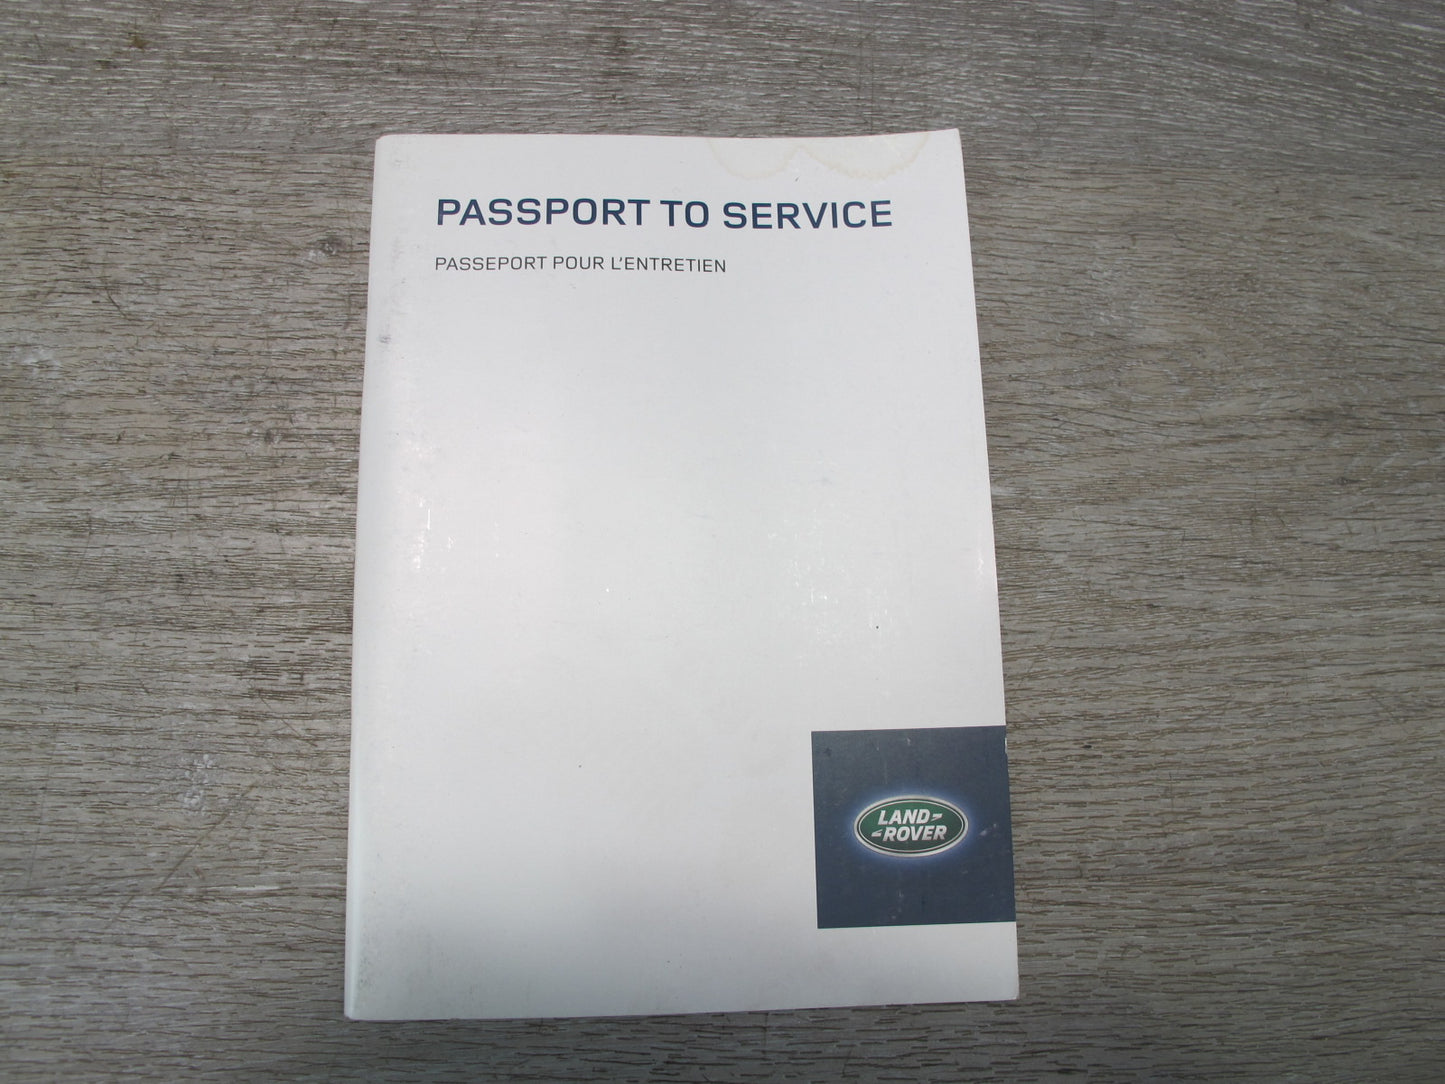 PASSPORT TO SERVICE
PASSEPORT POUR L'ENTRETIEN
LAND
ROVER